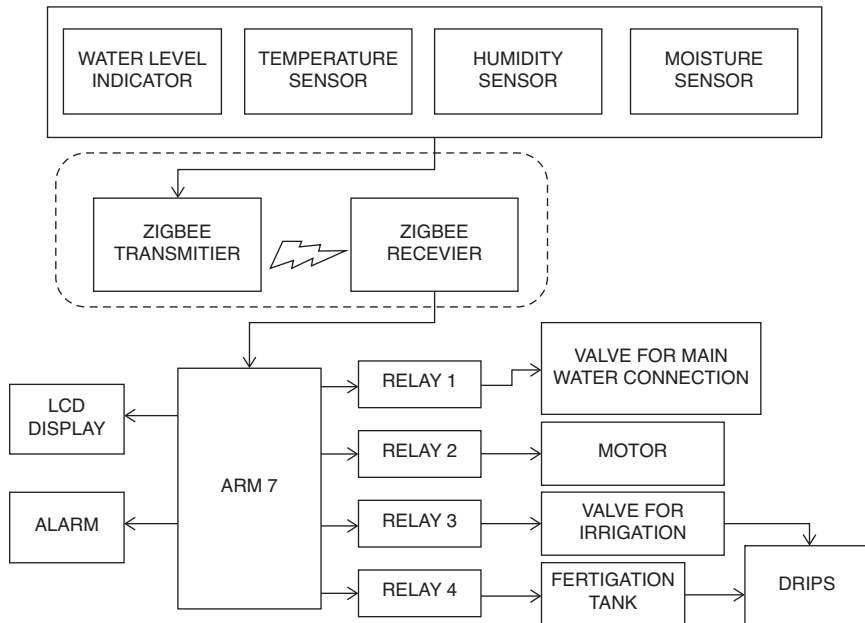 WATER LEVEL
INDICATOR
TEMPERATURE
SENSOR
HUMIDITY
SENSOR
MOISTURE
SENSOR
ZIGBEE
TRANSMITIER
ZIGBEE
RECEVIER
ARM 7
LCD
DISPLAY
ALARM
RELAY 1
VALVE FOR MAIN
WATER CONNECTION
RELAY 2
MOTOR
RELAY 3
VALVE FOR
IRRIGATION
RELAY 4
FERTIGATION
TANK
DRIPS